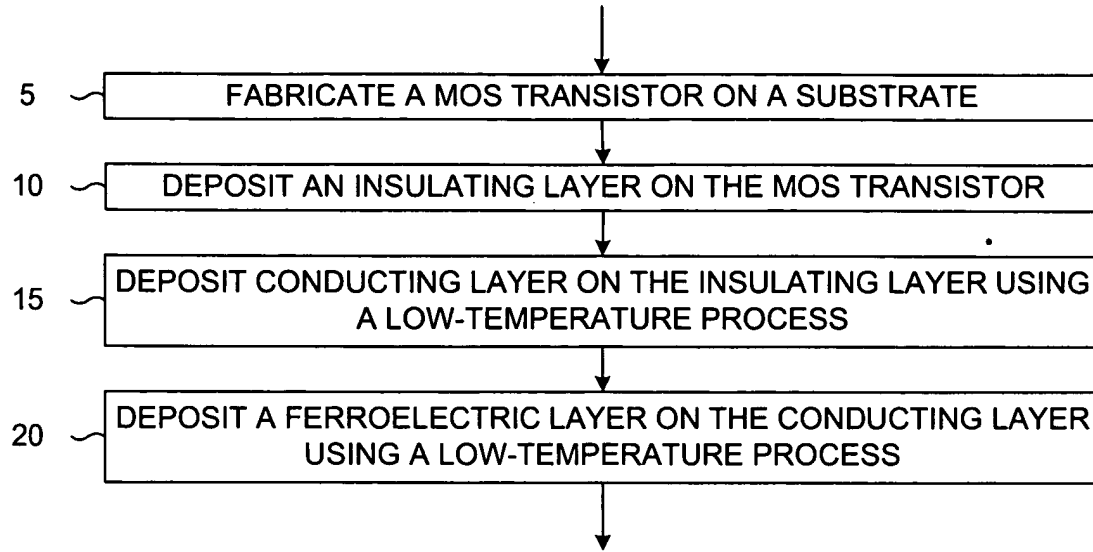 5 FABRICATE A MOS TRANSISTOR ON A SUBSTRATE
10 DEPOSIT AN INSULATING LAYER ON THE MOS TRANSISTOR
15 DEPOSIT CONDUCTING LAYER ON THE INSULATING LAYER USING
A LOW-TEMPERATURE PROCESS
20 DEPOSIT A FERROELECTRIC LAYER ON THE CONDUCTING LAYER
USING A LOW-TEMPERATURE PROCESS